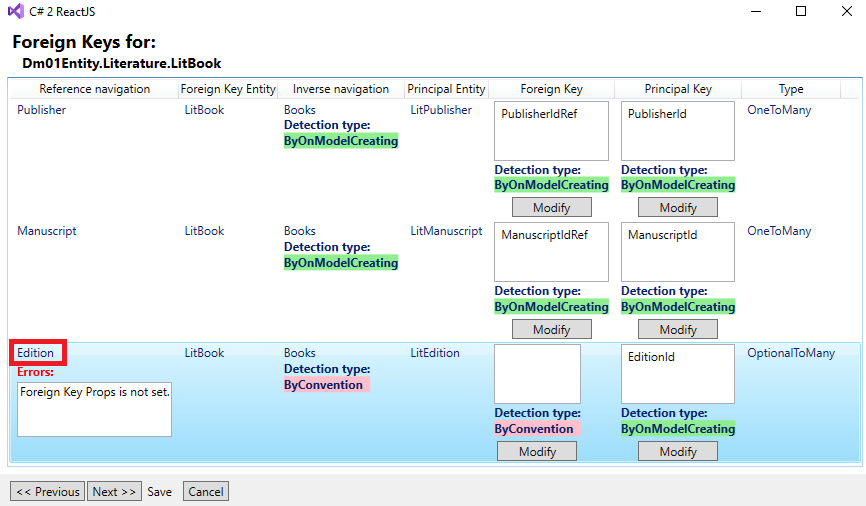 C# 2 ReactJS
Foreign Keys for:
Dm01Entity.Literature.LitBook
Reference navigation Foreign Key Entity Inverse navigation Principal Entity Foreign Key Principal Key Type
Publisher LitBook Books LitPublisher PublisherIdRef PublisherId OneToMany
Detection type:
ByOnModelCreating
Detection type: Detection type:
ByOnModelCreating ByOnModelCreating
Modify Modify
Manuscript LitBook Books LitManuscript ManuscriptIdRef ManuscriptId OneToMany
Detection type:
ByOnModelCreating
Detection type: Detection type:
ByOnModelCreating ByOnModelCreating
Modify Modify
Edition LitBook Books LitEdition EditionId OptionalToMany
Errors: Detection type:
Foreign Key Props is not set. ByConvention
Detection type: Detection type:
ByConvention ByOnModelCreating
Modify Modify
<< Previous Next >> Save Cancel